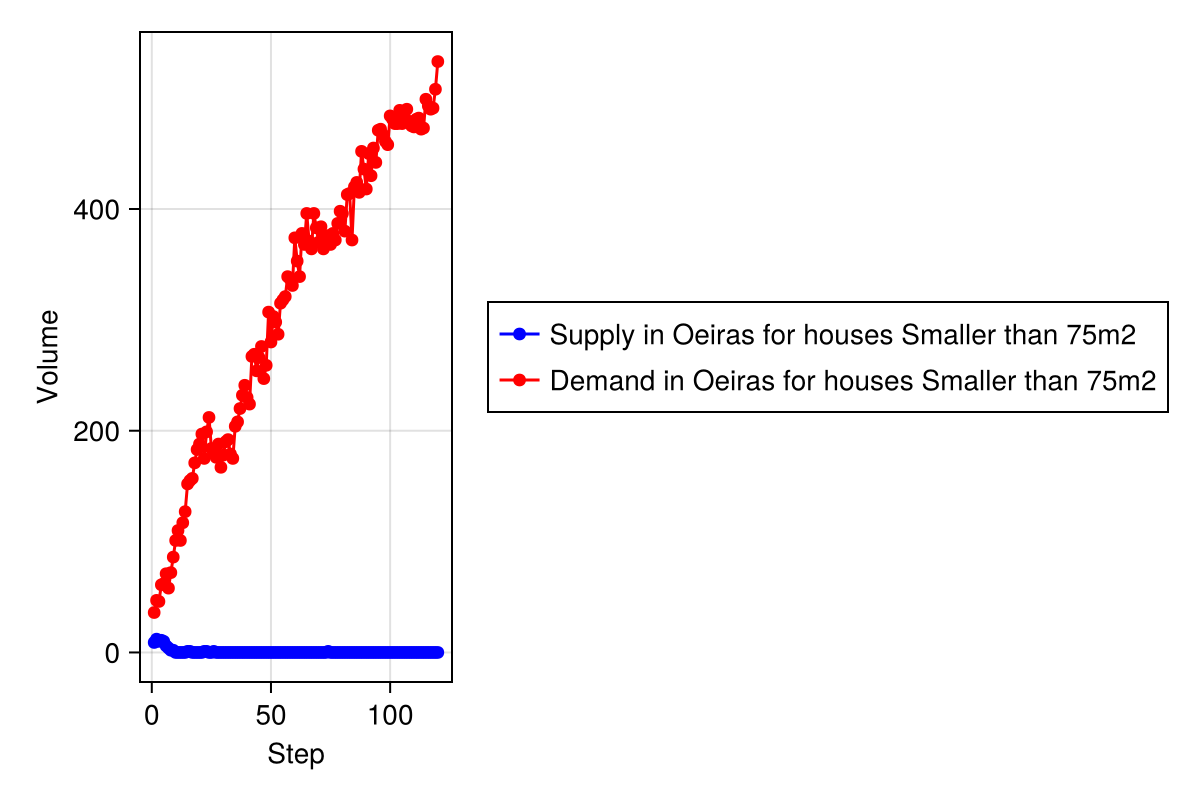 Volume
400
200
0
0 50 100
Step
Supply in Oeiras for houses Smaller than 75m2
Demand in Oeiras for houses Smaller than 75m2